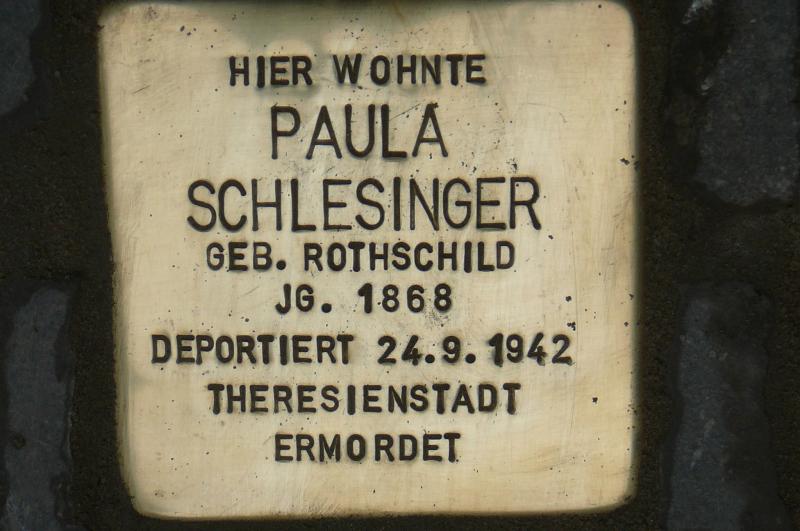 HIER WOHNTE
PAULA
SCHLESINGER
GEB. ROTHSCHILD
JG. 1868
DEPORTIERT 24.9.1942
THERESIENSTADT
ERMORDET